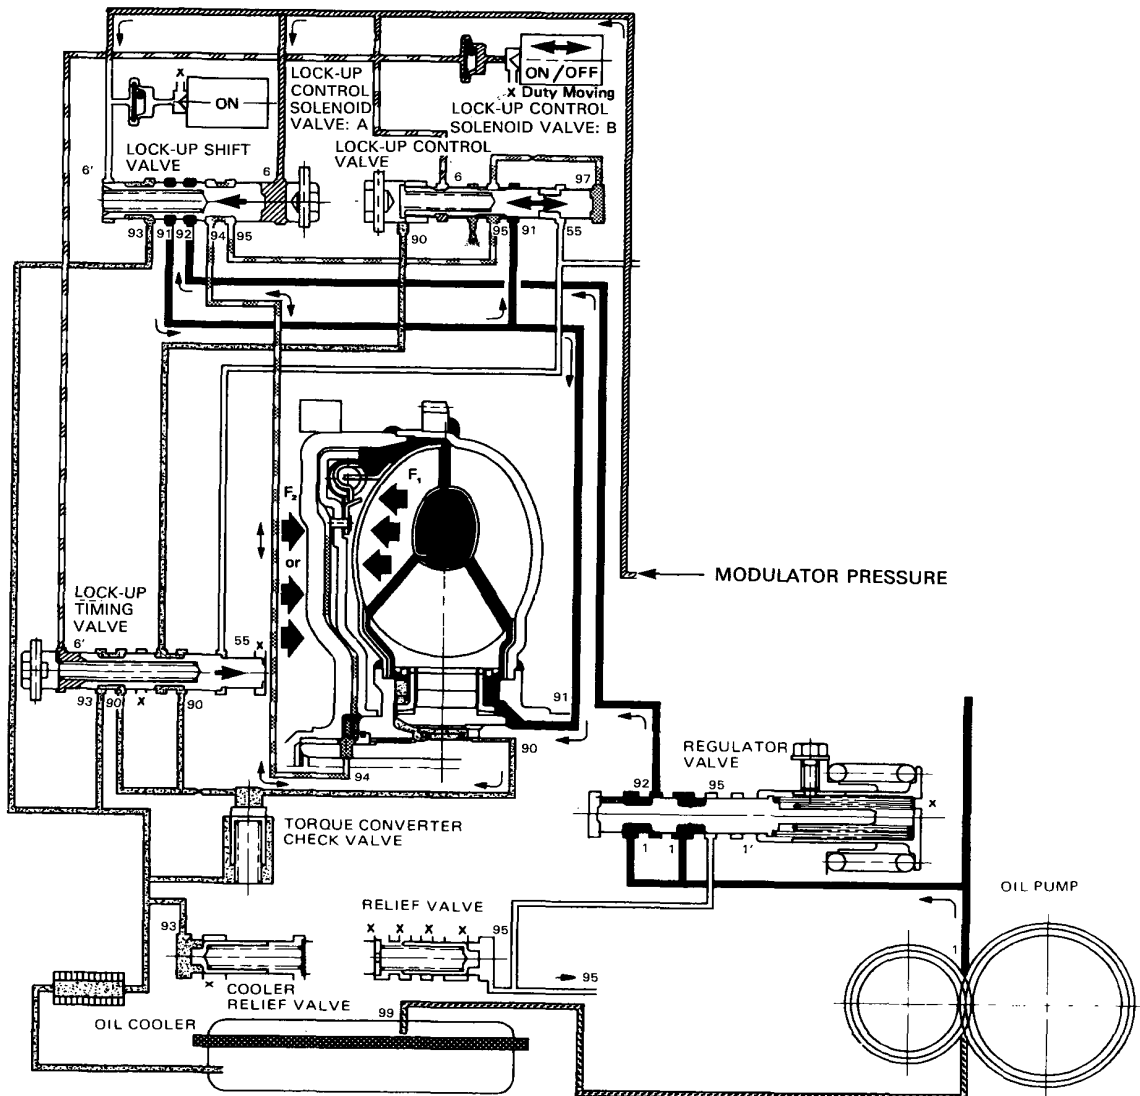 ON
x
LOCK-UP
CONTROL
SOLENOID
VALVE: A
ON/OFF
x Duty Moving
LOCK-UP CONTROL
SOLENOID VALVE: B
LOCK-UP SHIFT
VALVE
LOCK-UP CONTROL
VALVE
6'
6
6
97
93
91
92
94
95
90
95
91
55
F₂
F₁
or
MODULATOR PRESSURE
LOCK-UP
TIMING
VALVE
6'
55
x
93
90
x
90
91
90
94
REGULATOR
VALVE
92
95
x
1
1
1'
TORQUE CONVERTER
CHECK VALVE
OIL PUMP
1
RELIEF VALVE
x
x
x
x
95
95
93
x
COOLER
RELIEF VALVE
OIL COOLER
99